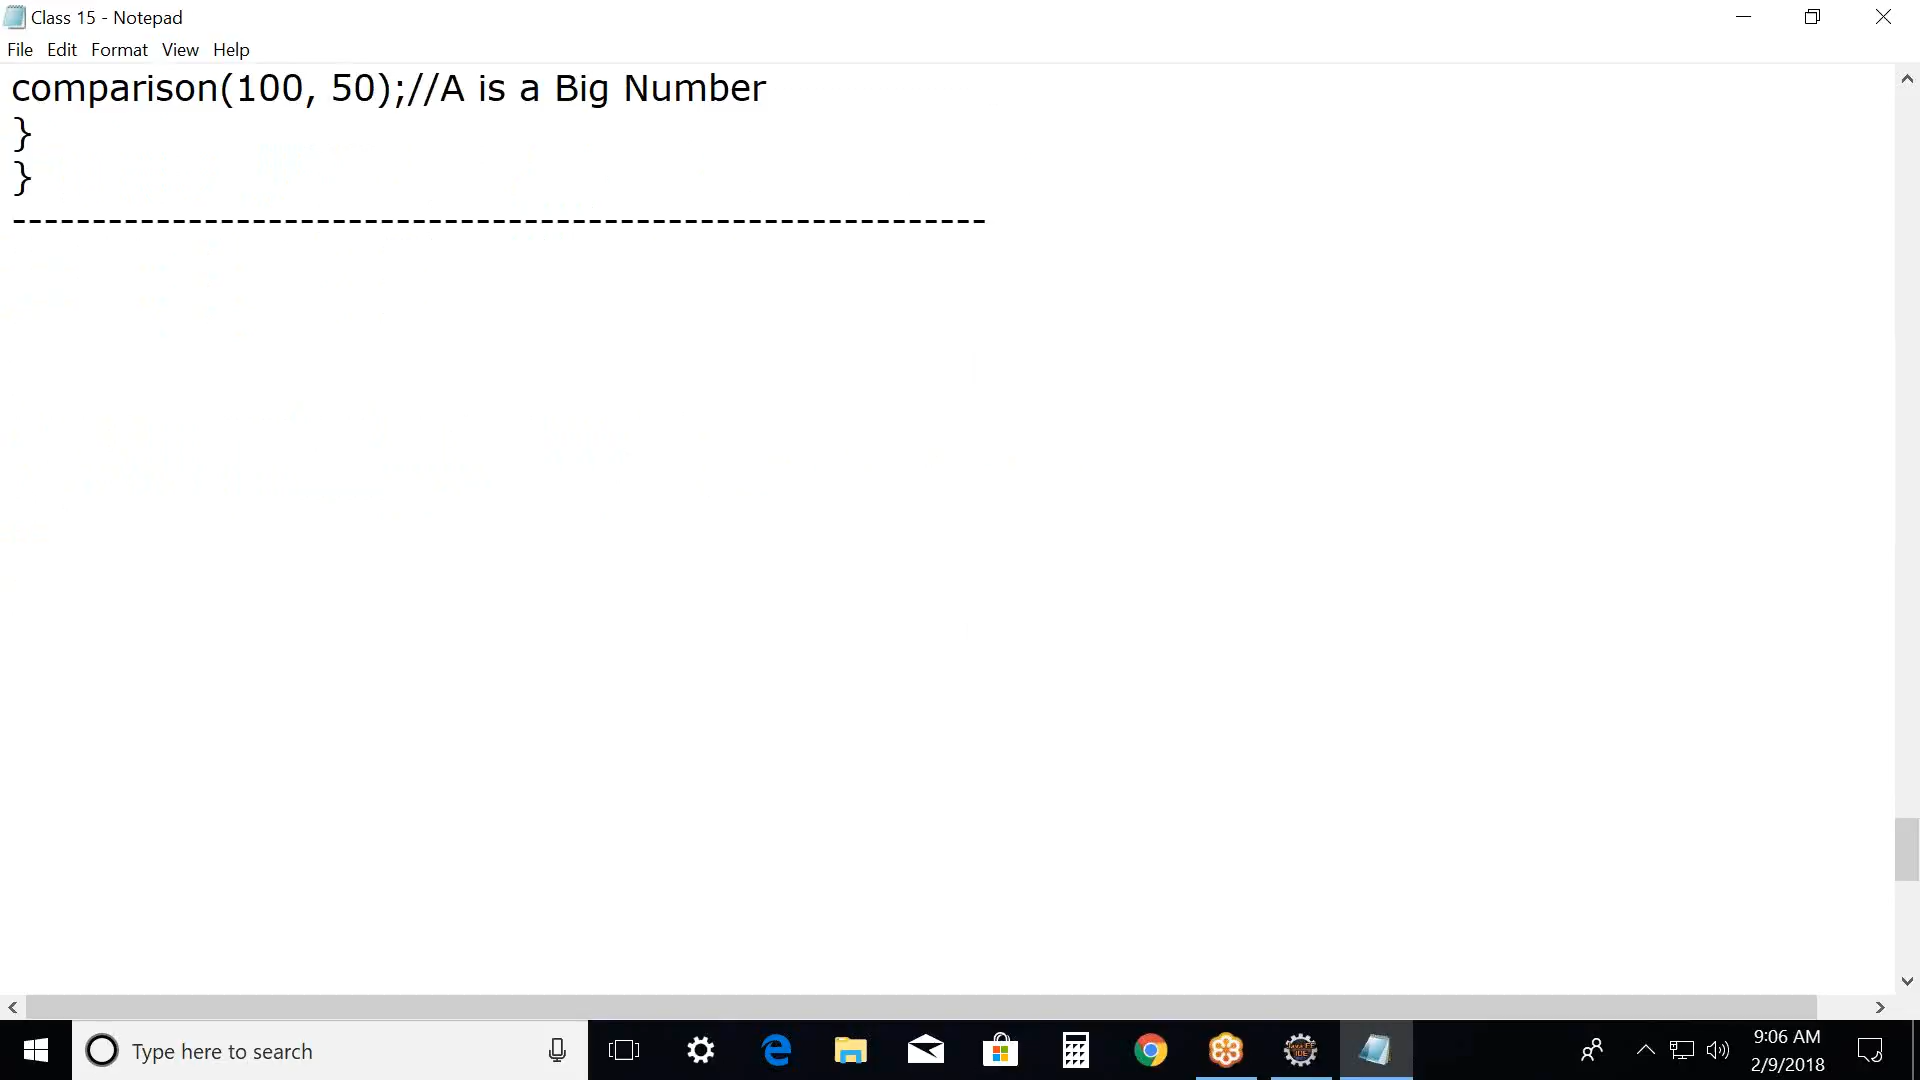 Class 15 - Notepad
File Edit Format View Help
comparison(100, 50);//A is a Big Number
}
}
-------------------------------------------------------------
Type here to search
9:06 AM
2/9/2018